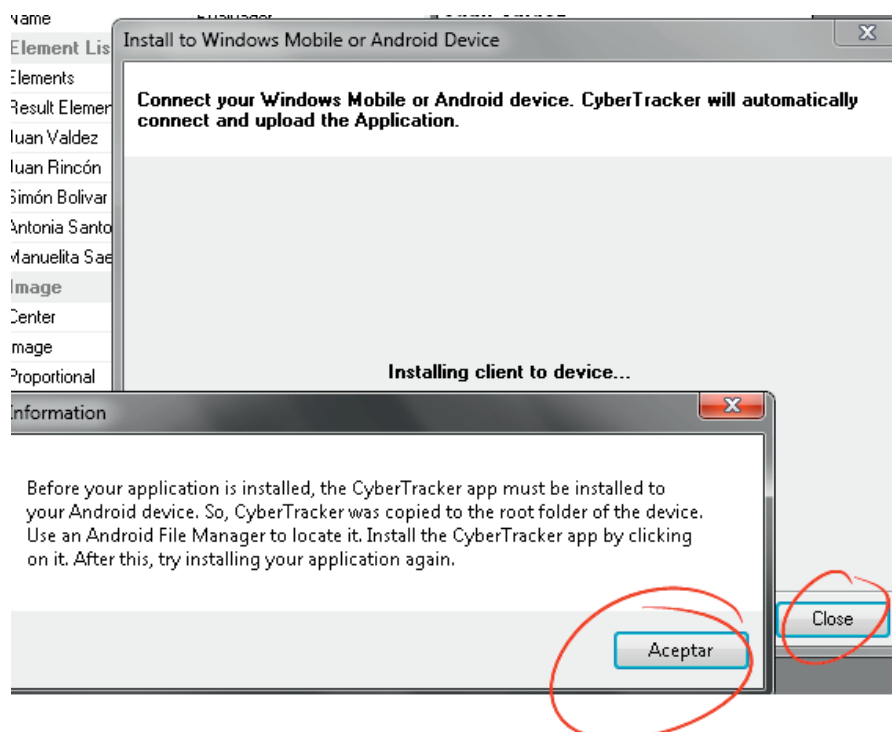 Name
Install to Windows Mobile or Android Device
Element Lis
Elements
Connect your Windows Mobile or Android device. CyberTracker will automatically
connect and upload the Application.
Result Elemen
Juan Valdez
Juan Rincón
Simón Bolivar
Antonia Santo
Manuelita Sae
Image
Center
Image
Proportional
Installing client to device...
Information
Before your application is installed, the CyberTracker app must be installed to
your Android device. So, CyberTracker was copied to the root folder of the device.
Use an Android File Manager to locate it. Install the CyberTracker app by clicking
on it. After this, try installing your application again.
Close
Aceptar